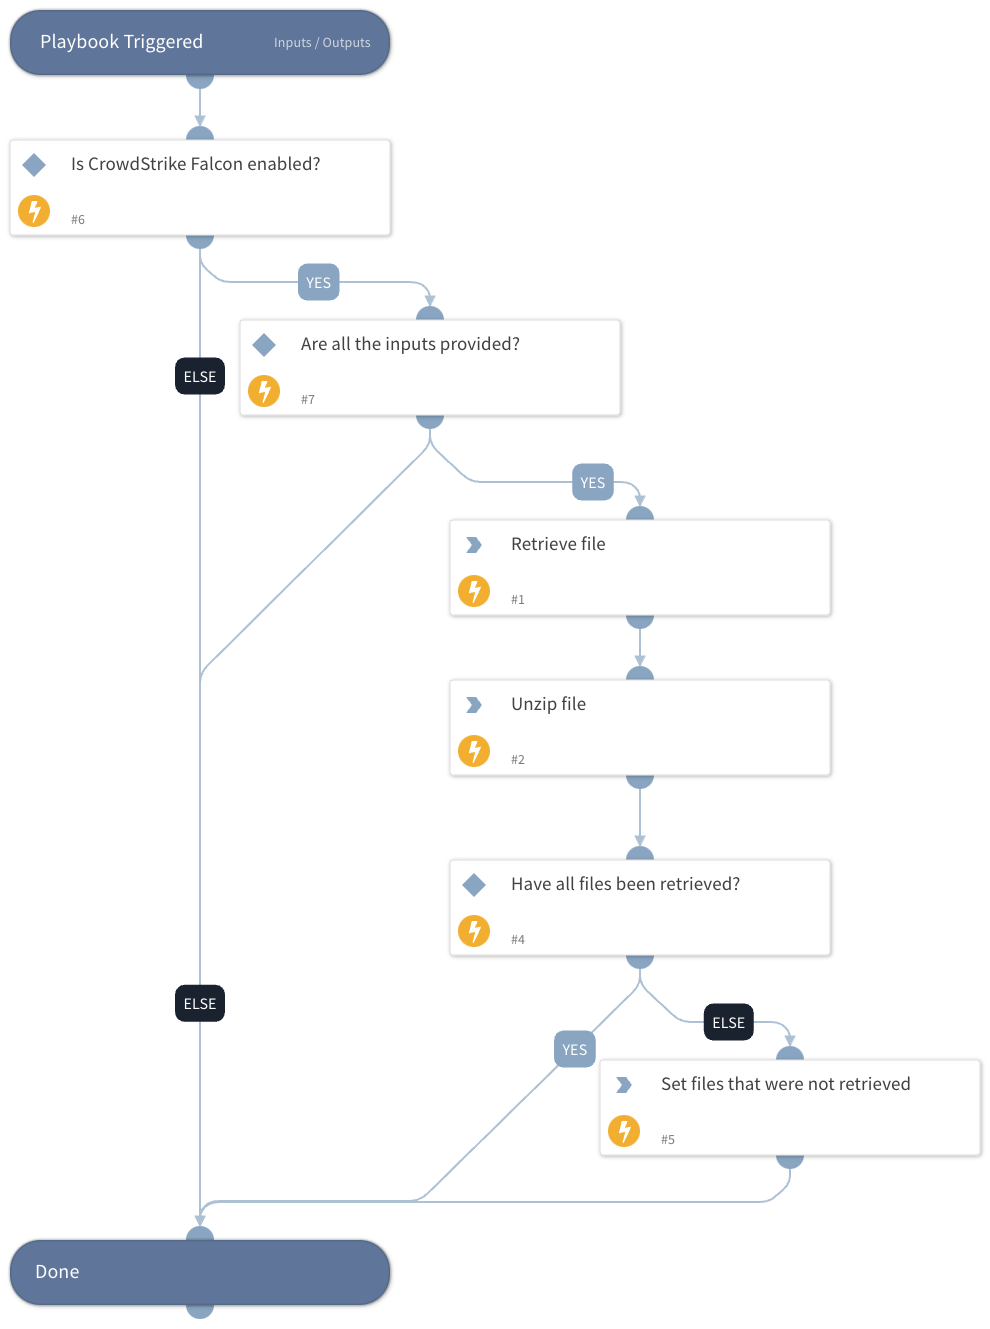 Playbook Triggered
Inputs / Outputs
Is CrowdStrike Falcon enabled?
#6
YES
ELSE
Are all the inputs provided?
#7
YES
Retrieve file
#1
Unzip file
#2
Have all files been retrieved?
#4
ELSE
ELSE
YES
Set files that were not retrieved
#5
Done